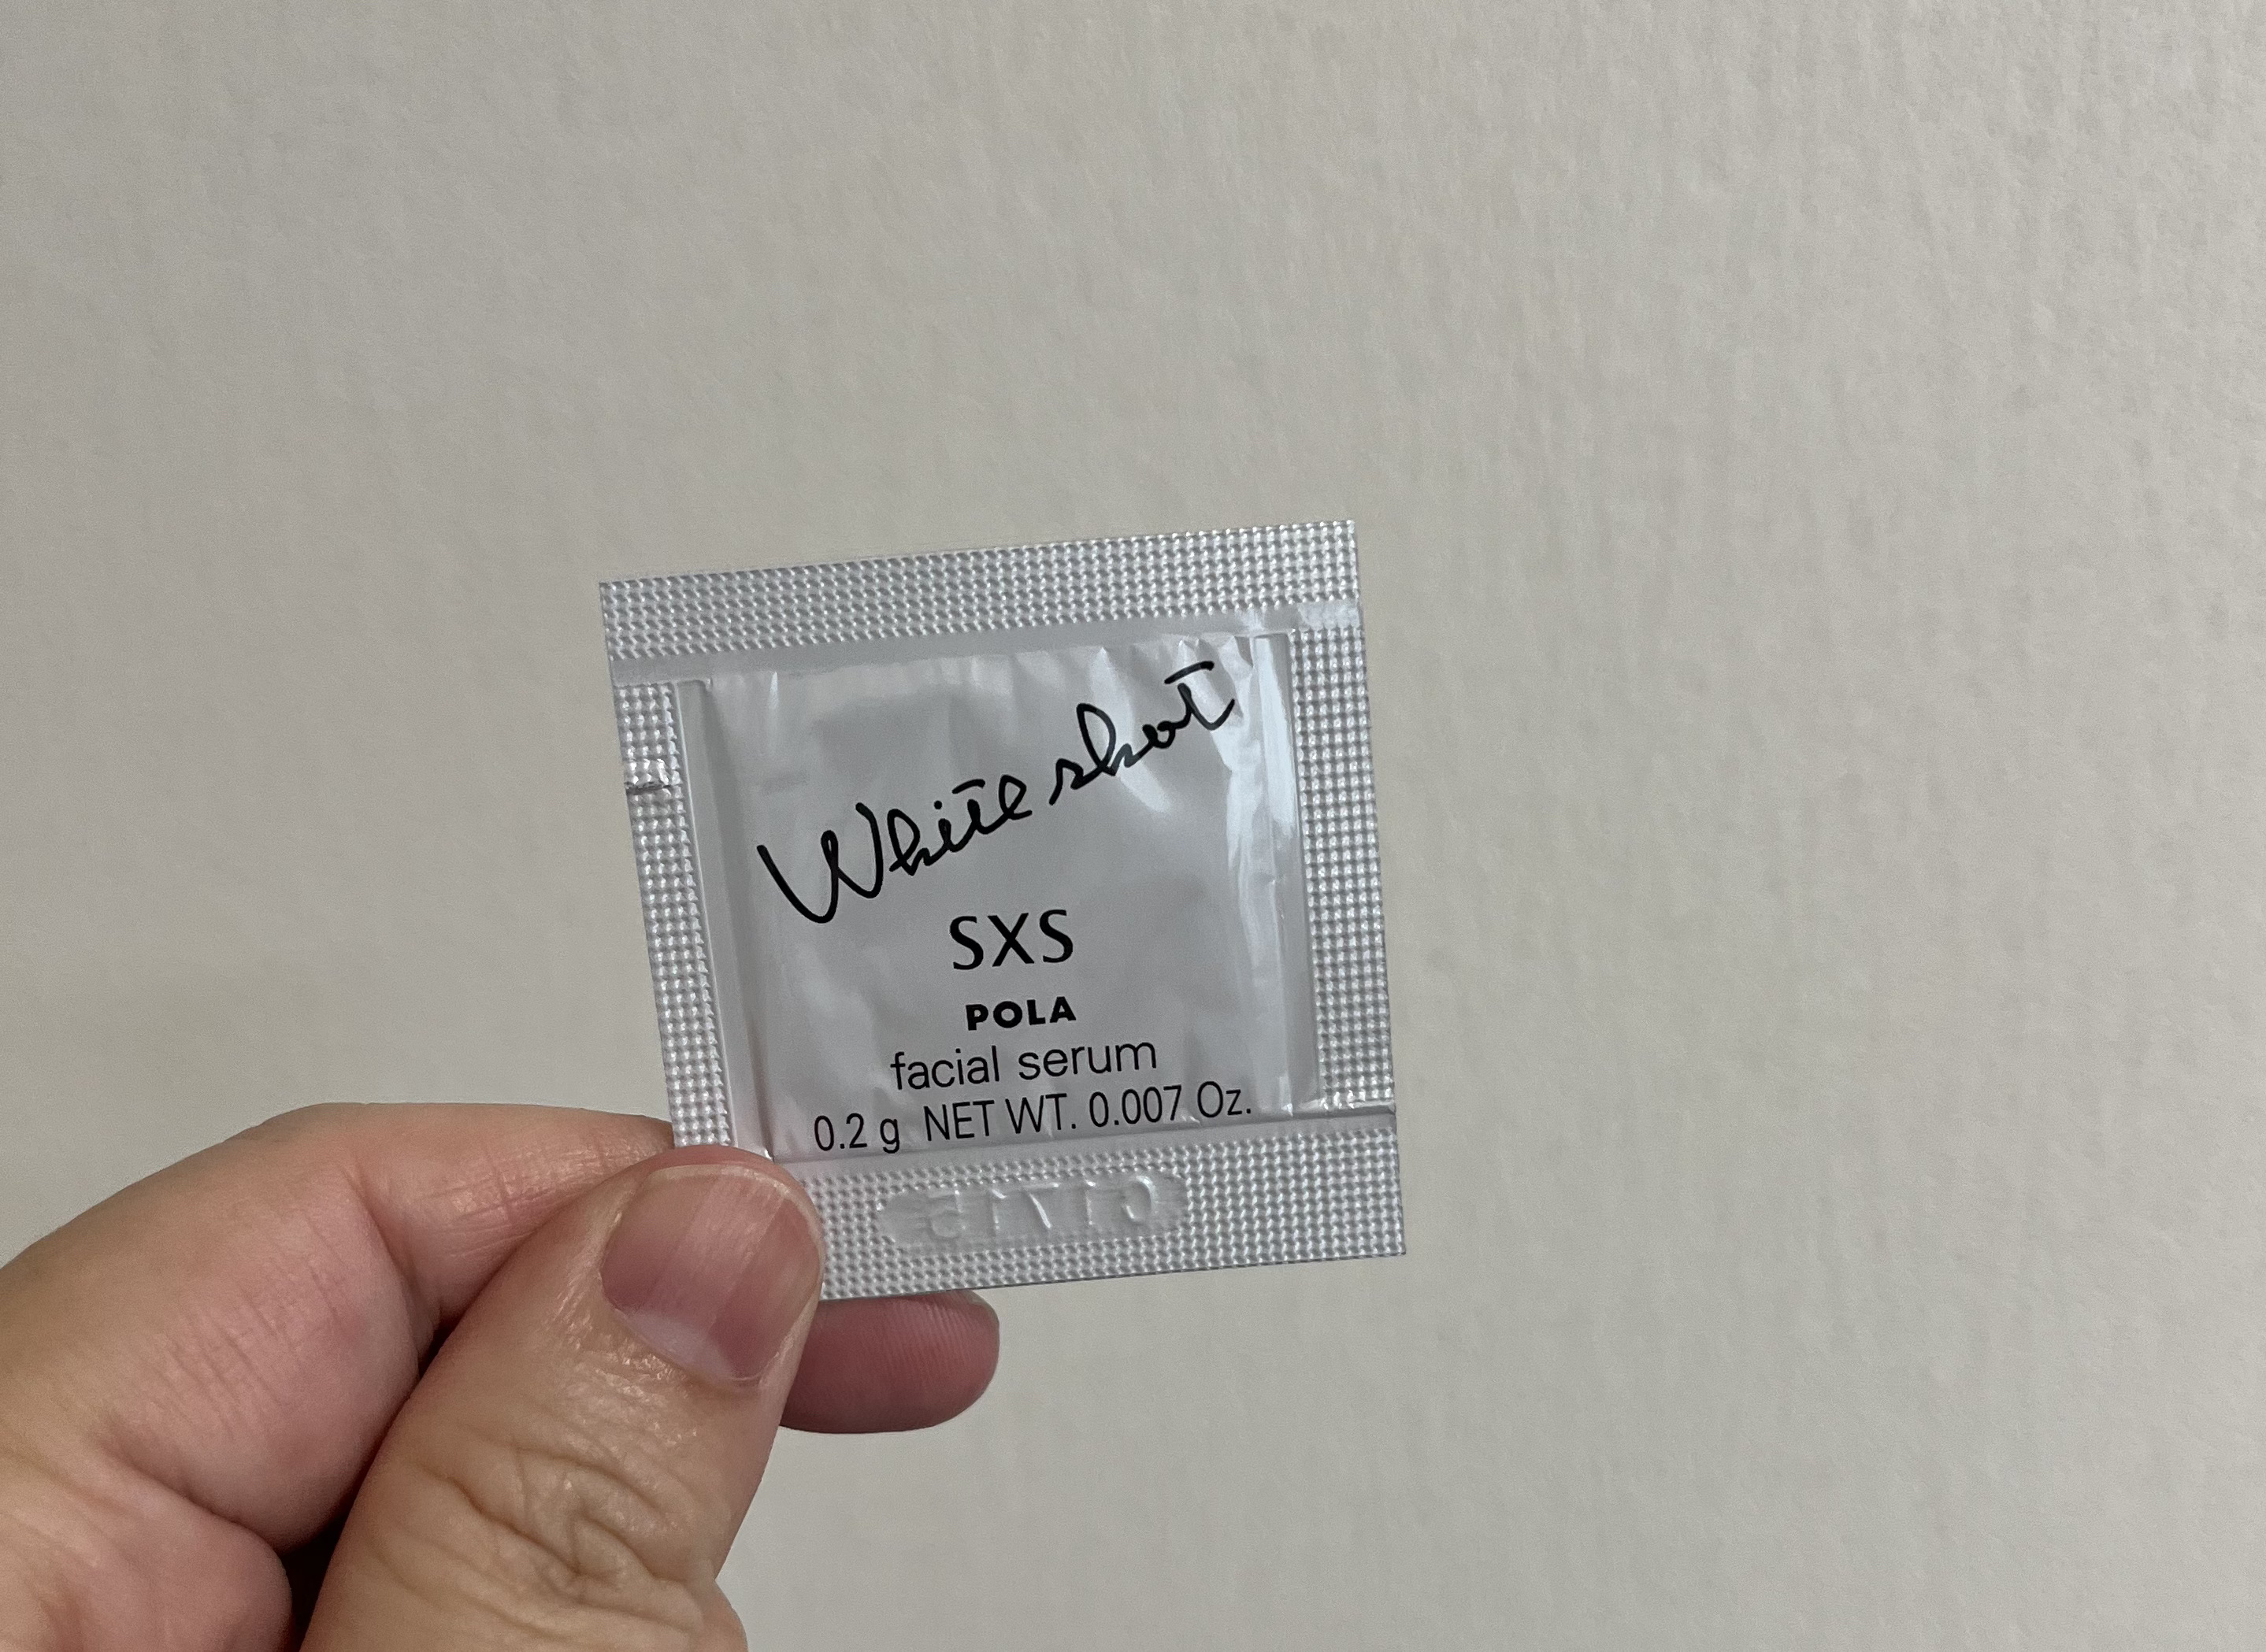 White shot
SXS
POLA
facial serum
0.2 g NET WT. 0.007 Oz.